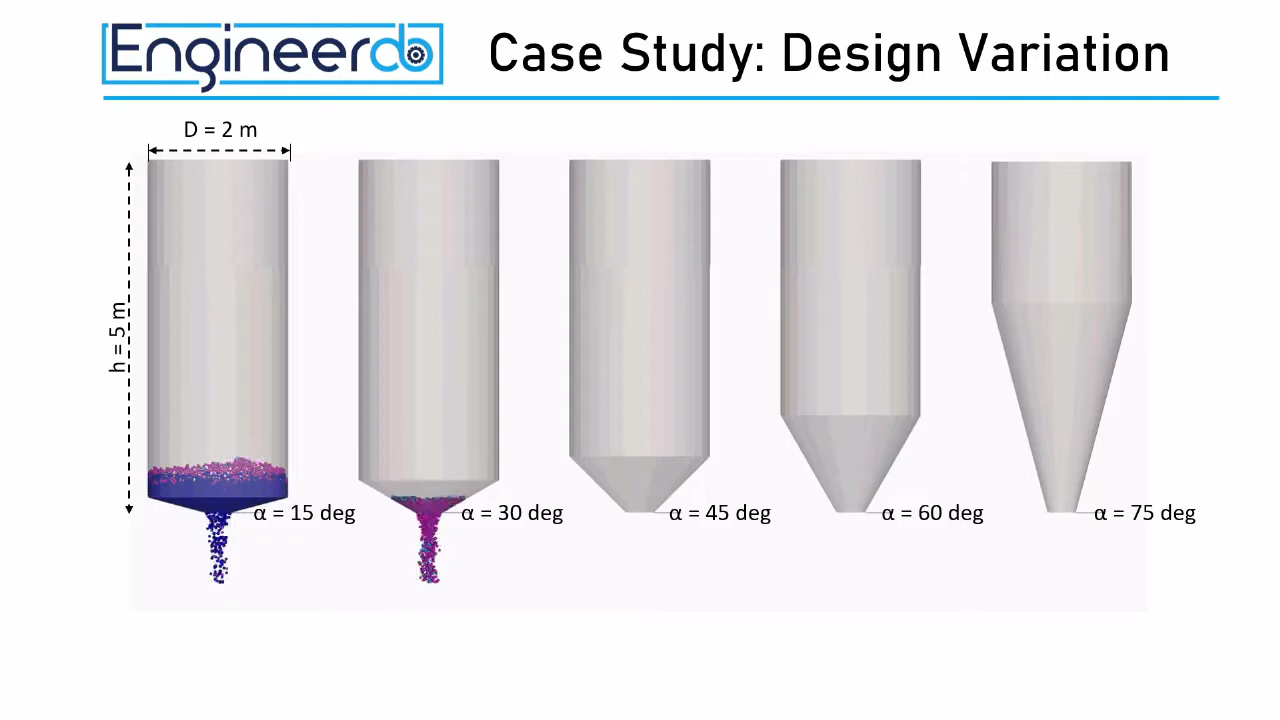 Engineerdo
Case Study: Design Variation
D = 2 m
h = 5 m
α = 15 deg
α = 30 deg
α = 45 deg
α = 60 deg
α = 75 deg